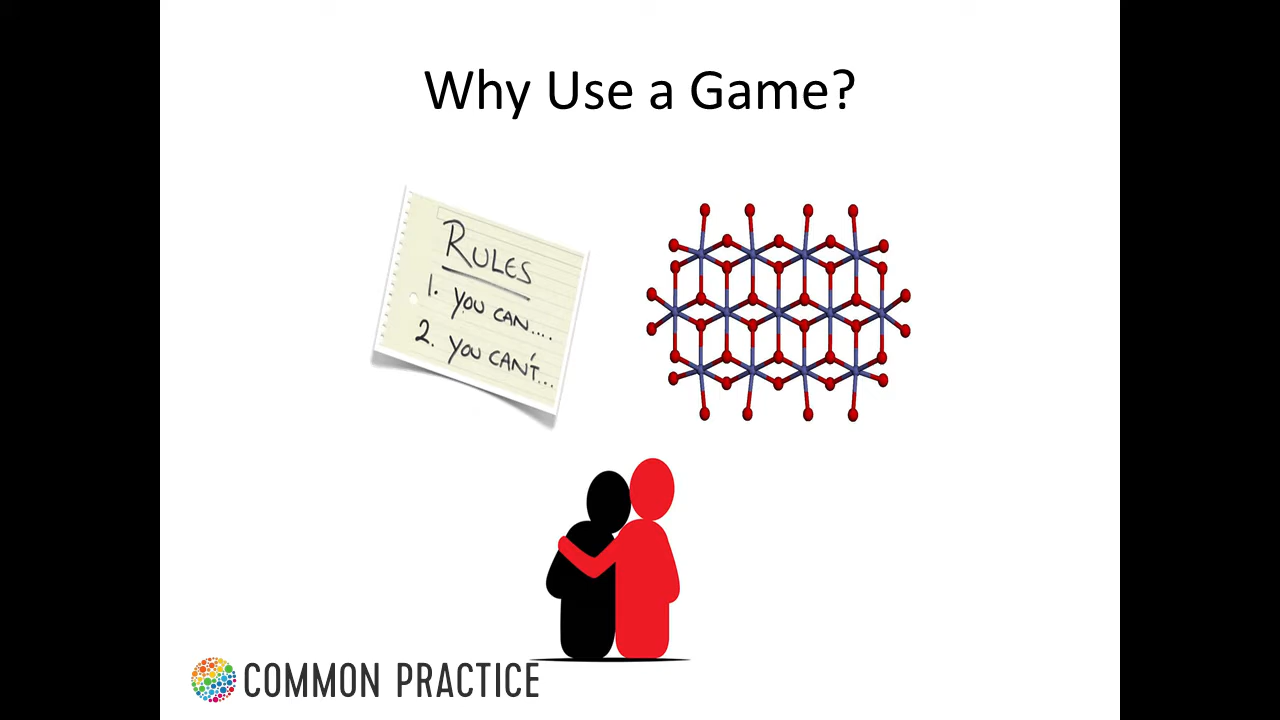 Why Use a Game?
RULES
1. YOU CAN....
2. YOU CAN'T...
COMMON PRACTICE